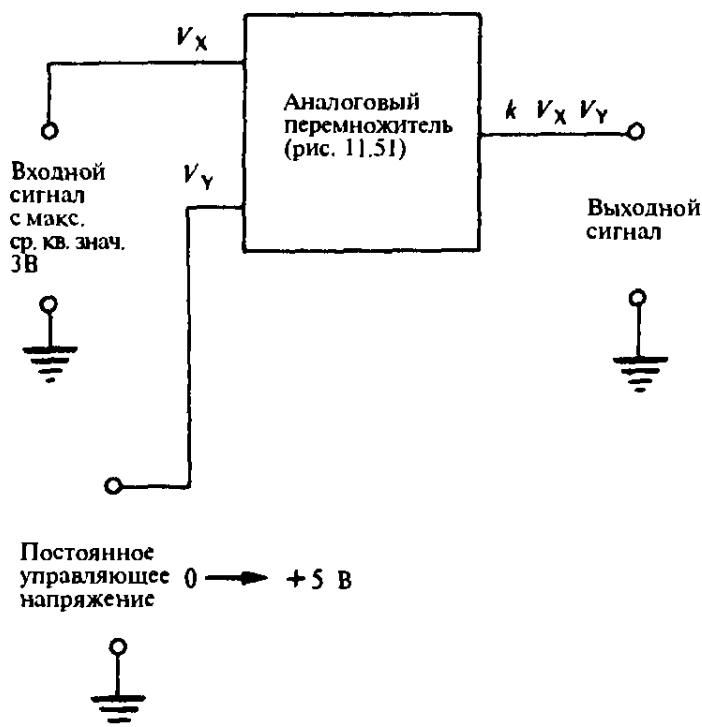 V_X
Аналоговый
перемножитель
(рис. 11.51)
k V_X V_Y
Входной
сигнал
с макс.
ср. кв. знач.
3В
V_Y
Выходной
сигнал
Постоянное
управляющее 0 → +5 В
напряжение